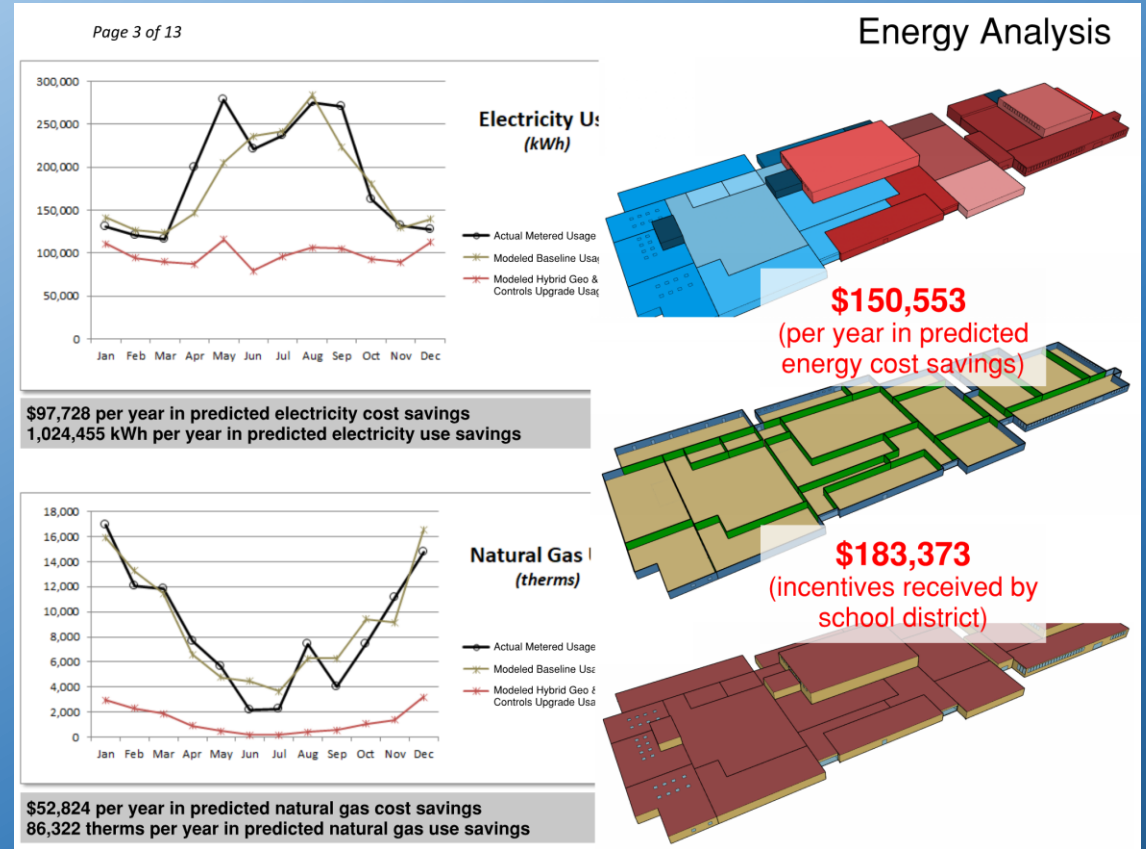 Page 3 of 13
Energy Analysis
300,000
250,000
200,000
150,000
100,000
50,000
0
Jan Feb Mar Apr May Jun Jul Aug Sep Oct Nov Dec
Electricity
(kWh)
Actual Metered Usage
Modeled Baseline
Modeled Hybrid Geo &
Controls Upgrade
$97,728 per year in predicted electricity cost savings
1,024,455 kWh per year in predicted electricity use savings
18,000
16,000
14,000
12,000
10,000
8,000
6,000
4,000
2,000
0
Jan Feb Mar Apr May Jun Jul Aug Sep Oct Nov Dec
Natural Gas
(therms)
Actual Metered Usage
Modeled Baseline
Modeled Hybrid Geo &
Controls Upgrade
$52,824 per year in predicted natural gas cost savings
86,322 therms per year in predicted natural gas use savings
$150,553
(per year in predicted
energy cost savings)
$183,373
(incentives received by
school district)